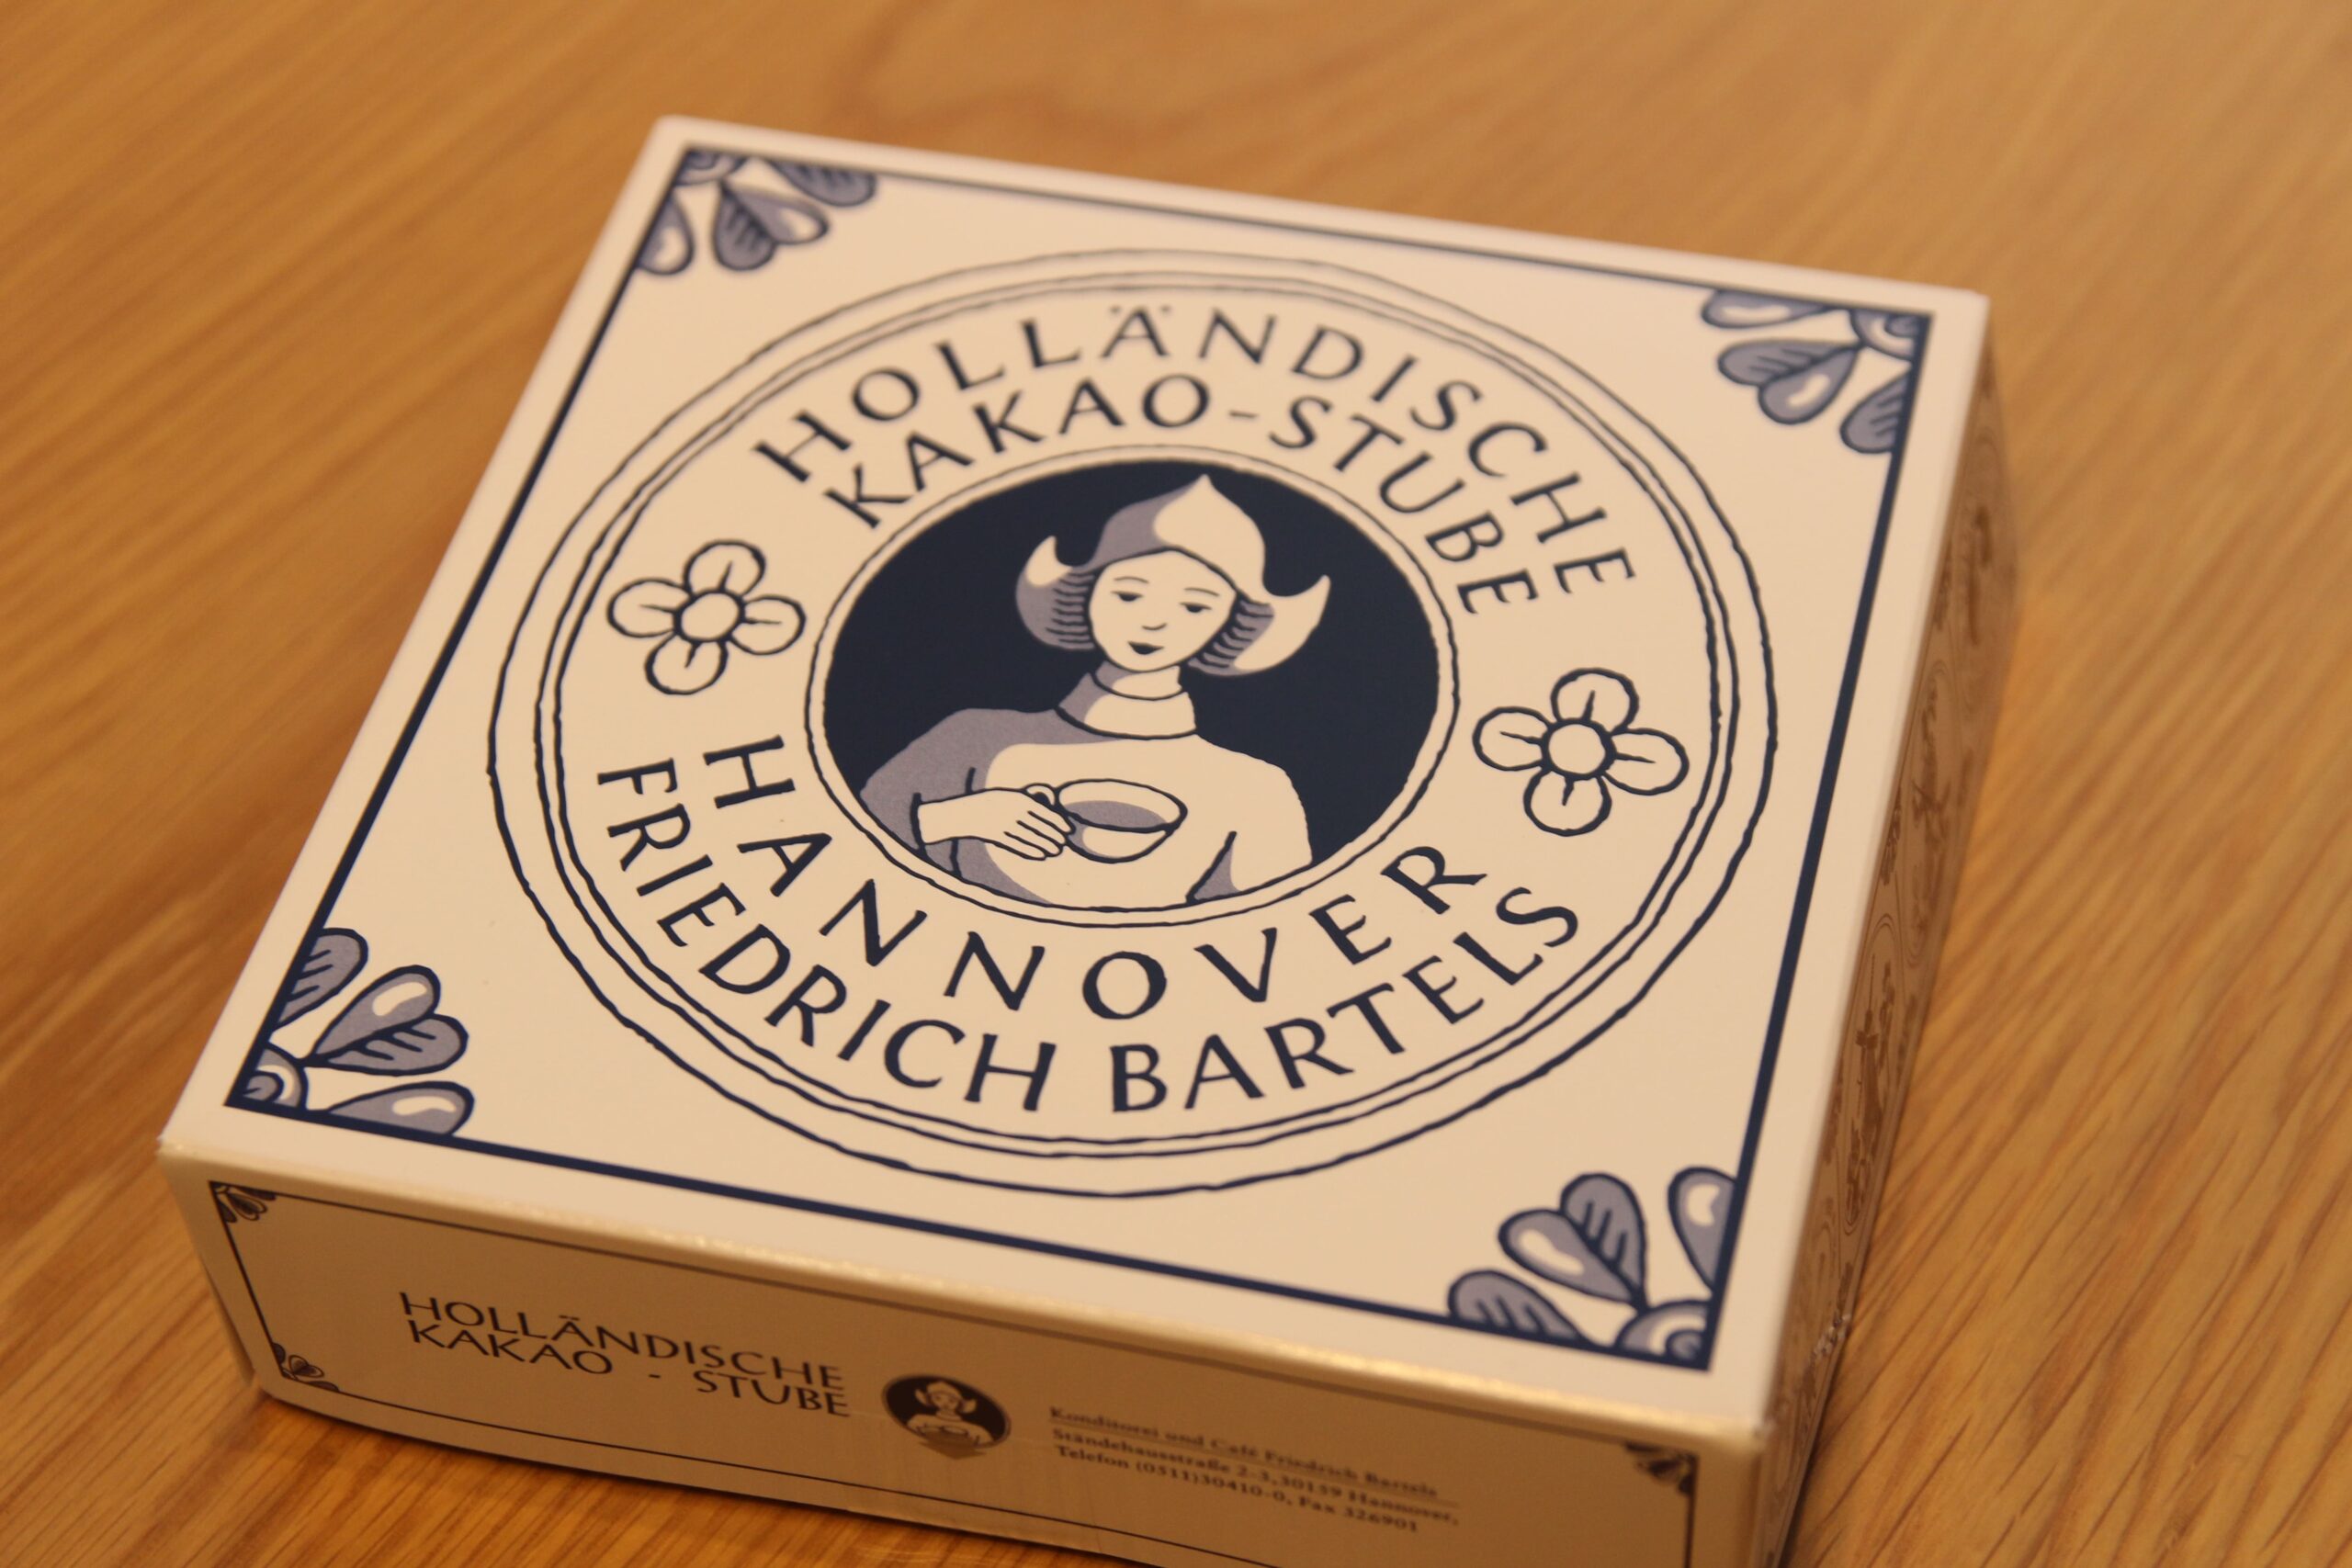 HOLLÄNDISCHE
KAKAO-STUBE
HANNOVER
FRIEDRICH BARTELS
HOLLÄNDISCHE
KAKAO - STUBE
Konditorei und Café Friedrich Bartels
Ständehausstraße 2-3, 30159 Hannover,
Telefon (0511)30410-0, Fax 326901